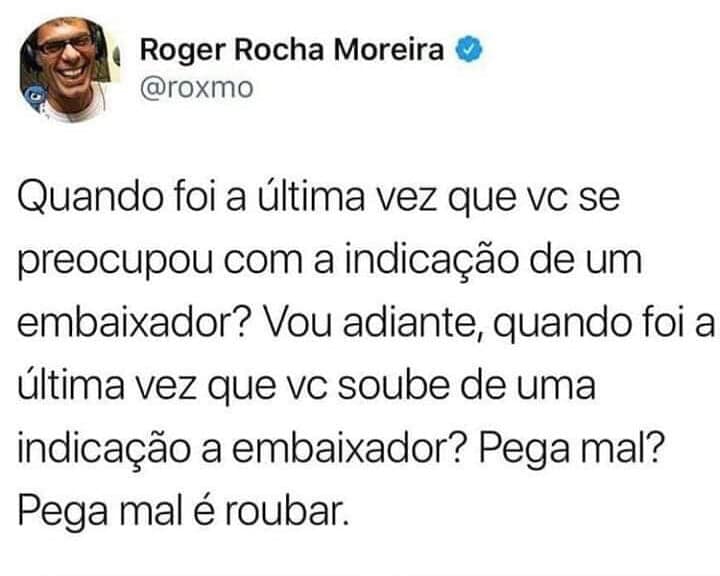 Roger Rocha Moreira
@roxmo
Quando foi a última vez que vc se
preocupou com a indicação de um
embaixador? Vou adiante, quando foi a
última vez que vc soube de uma
indicação a embaixador? Pega mal?
Pega mal é roubar.